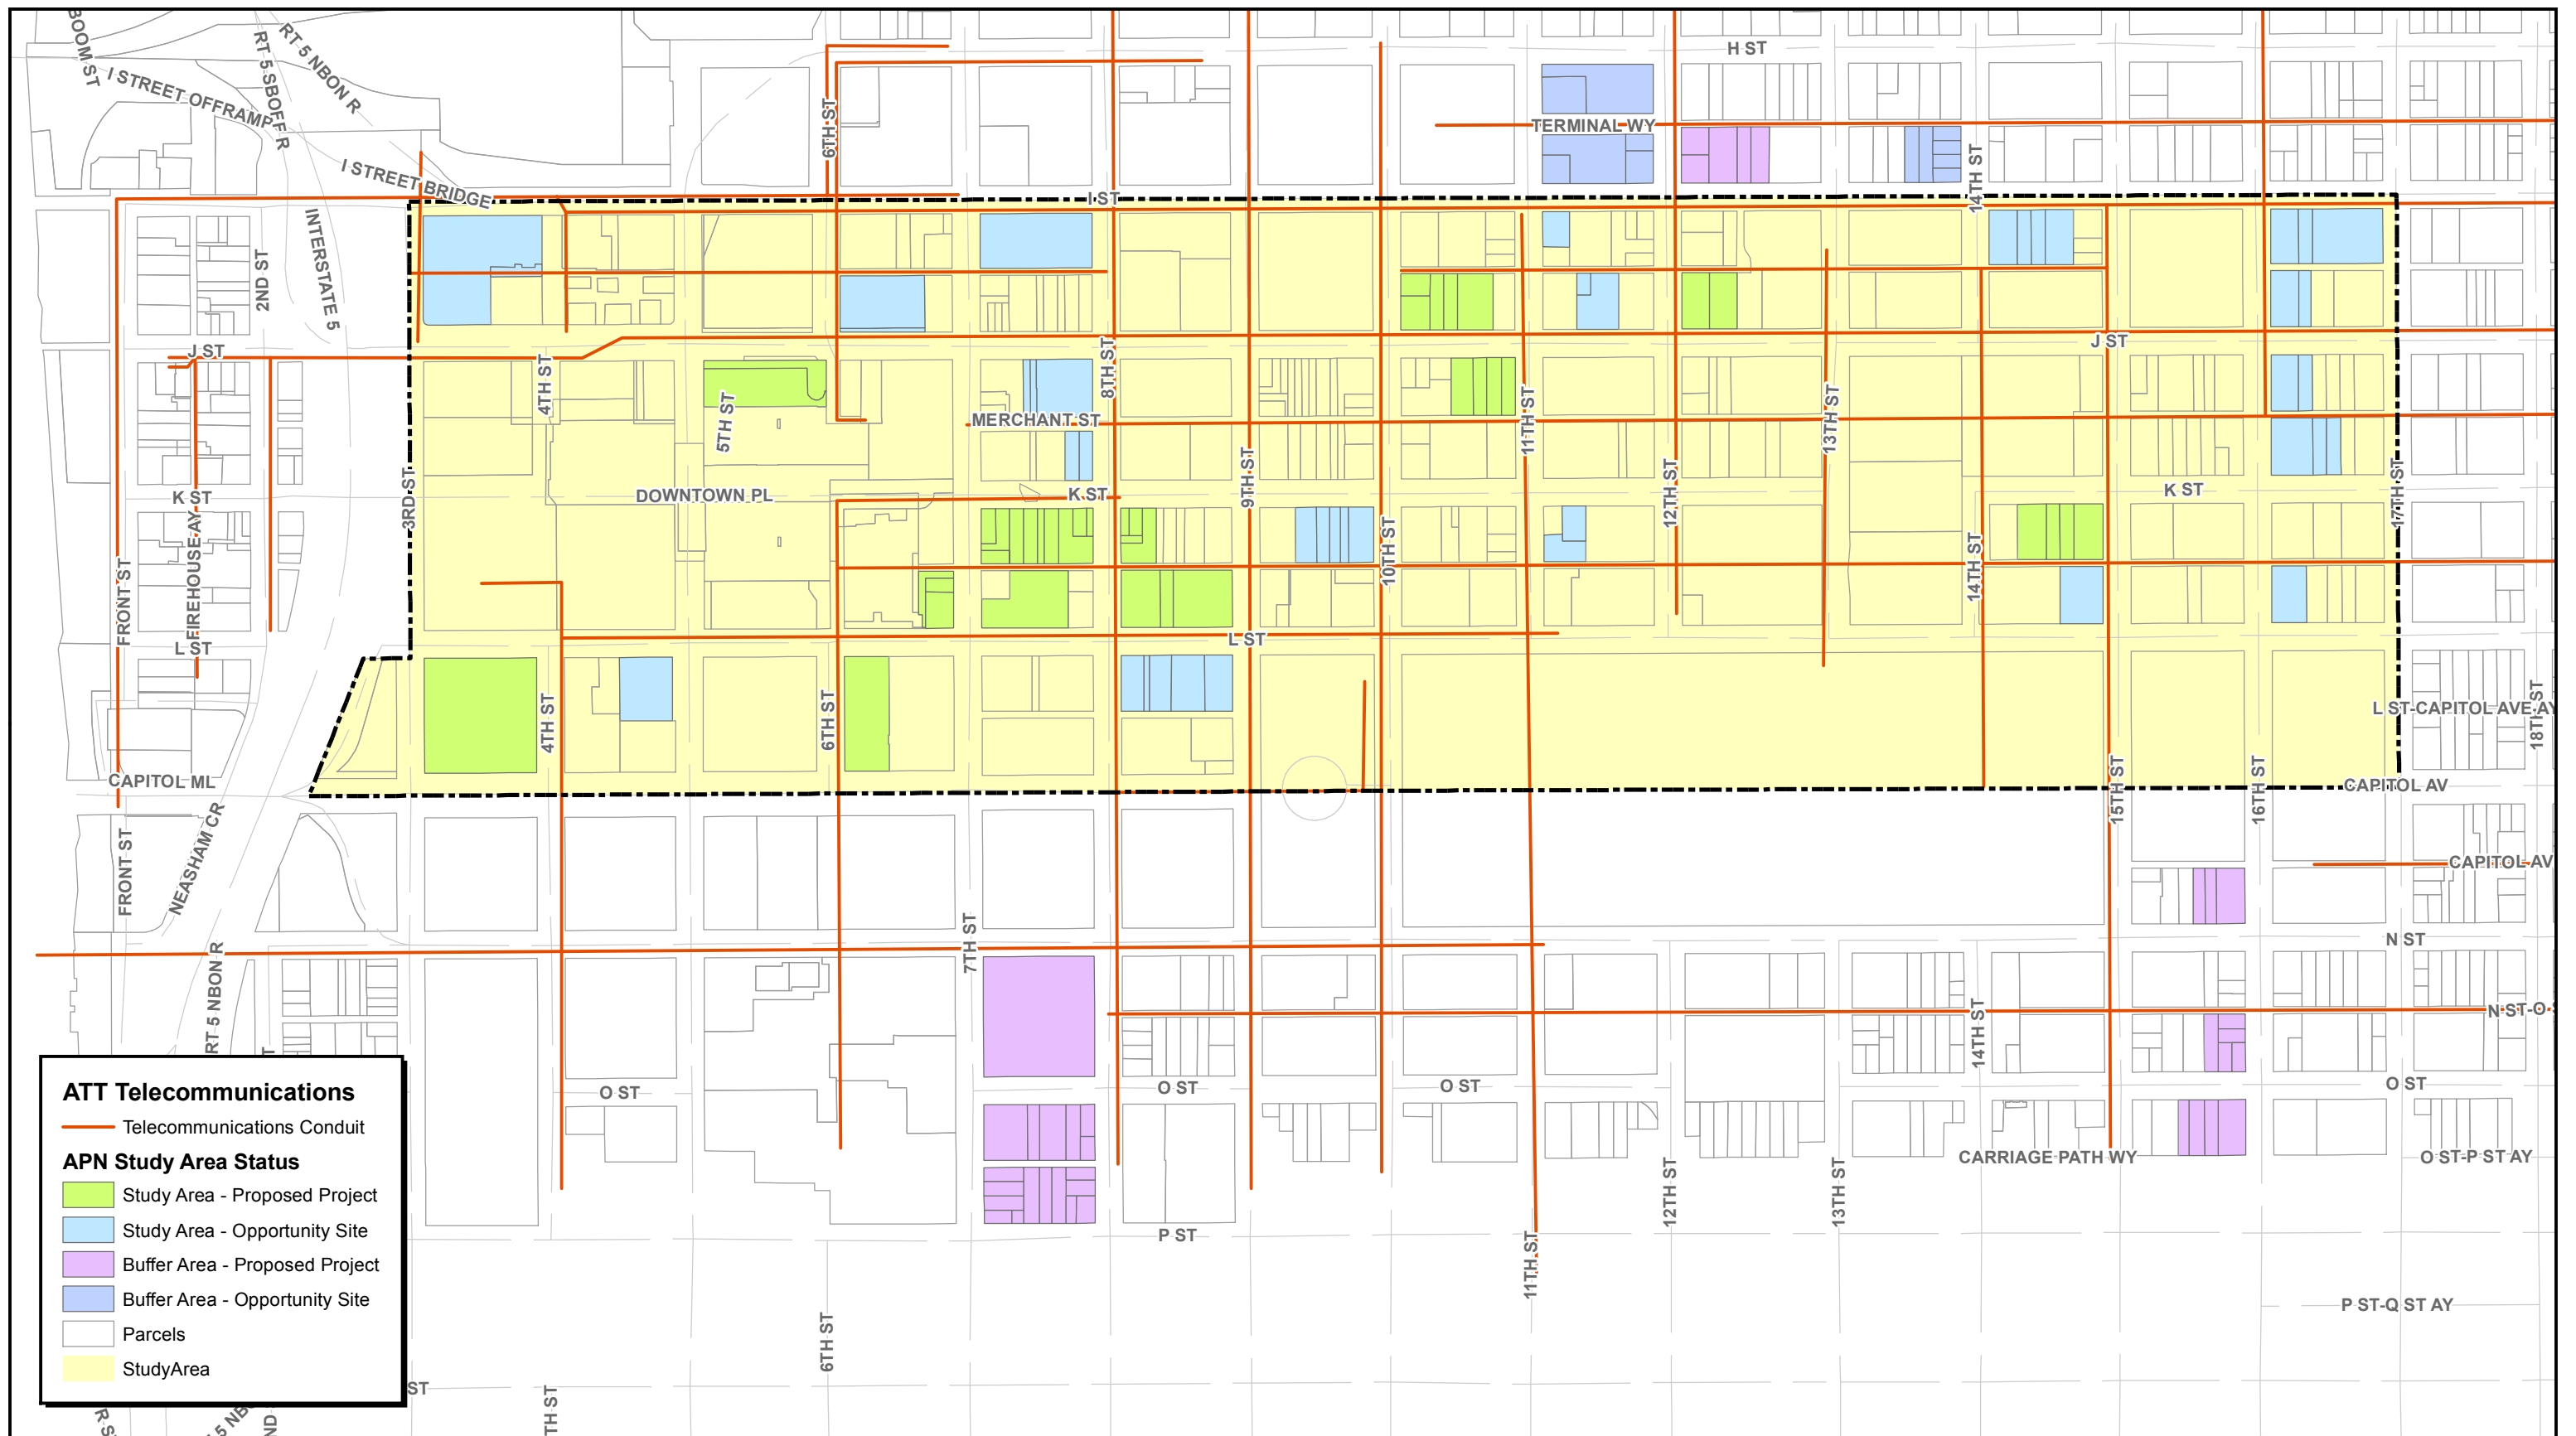 BOOM ST
RT 5 SBOFF R
RT 5 NBON R
I STREET OFFRAMP
I STREET BRIDGE
H ST
6TH ST
TERMINAL WY
14TH ST
I ST
2ND ST
INTERSTATE 5
J ST
J ST
4TH ST
5TH ST
8TH ST
MERCHANT ST
11TH ST
13TH ST
3RD ST
9TH ST
12TH ST
17TH ST
K ST
DOWNTOWN PL
K ST
K ST
10TH ST
14TH ST
FRONT ST
FIREHOUSE AY
L ST
L ST
4TH ST
6TH ST
L ST-CAPITOL AVE AY
18TH ST
CAPITOL ML
CAPITOL AV
15TH ST
16TH ST
FRONT ST
NEASHAM CR
CAPITOL AV
7TH ST
N ST
RT 5 NBON R
14TH ST
N ST-O
O ST
O ST
O ST
O ST
CARRIAGE PATH WY
O ST-P ST AY
12TH ST
13TH ST
P ST
11TH ST
P ST-Q ST AY
6TH ST
ATT Telecommunications
Telecommunications Conduit
APN Study Area Status
Study Area - Proposed Project
Study Area - Opportunity Site
Buffer Area - Proposed Project
Buffer Area - Opportunity Site
Parcels
StudyArea
ST
TH ST